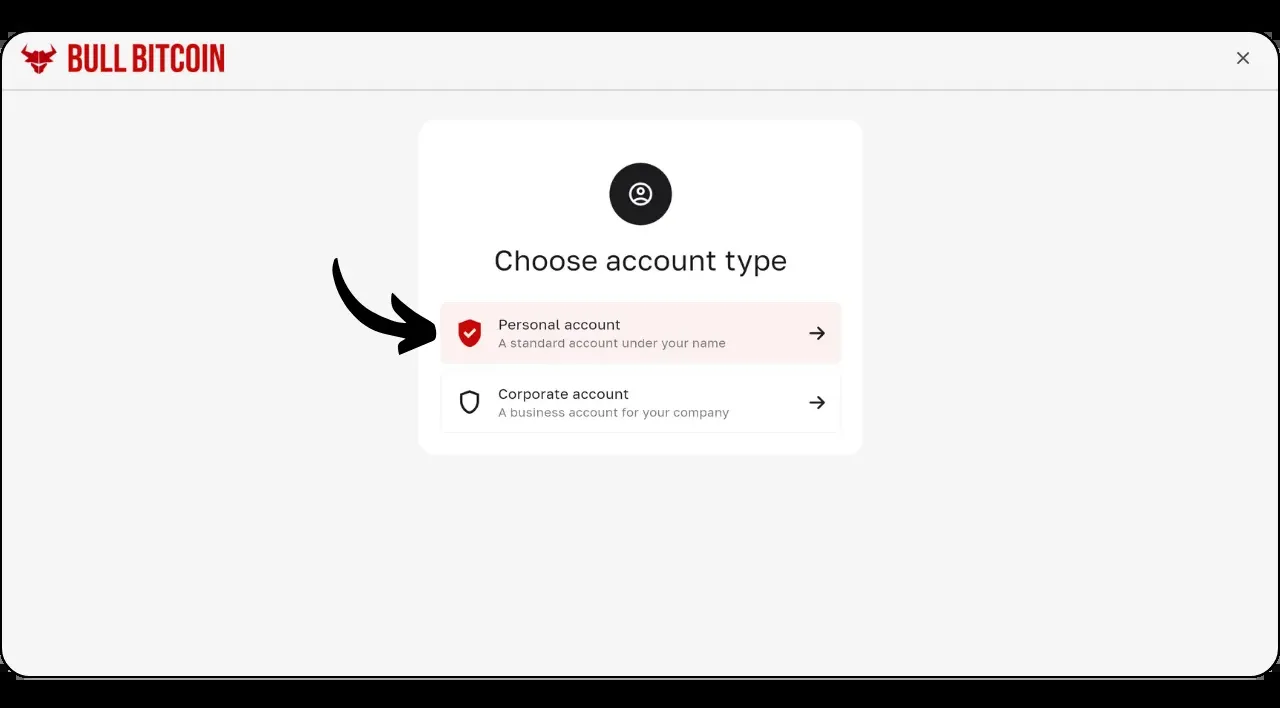 BULL BITCOIN
Choose account type
Personal account
A standard account under your name
Corporate account
A business account for your company